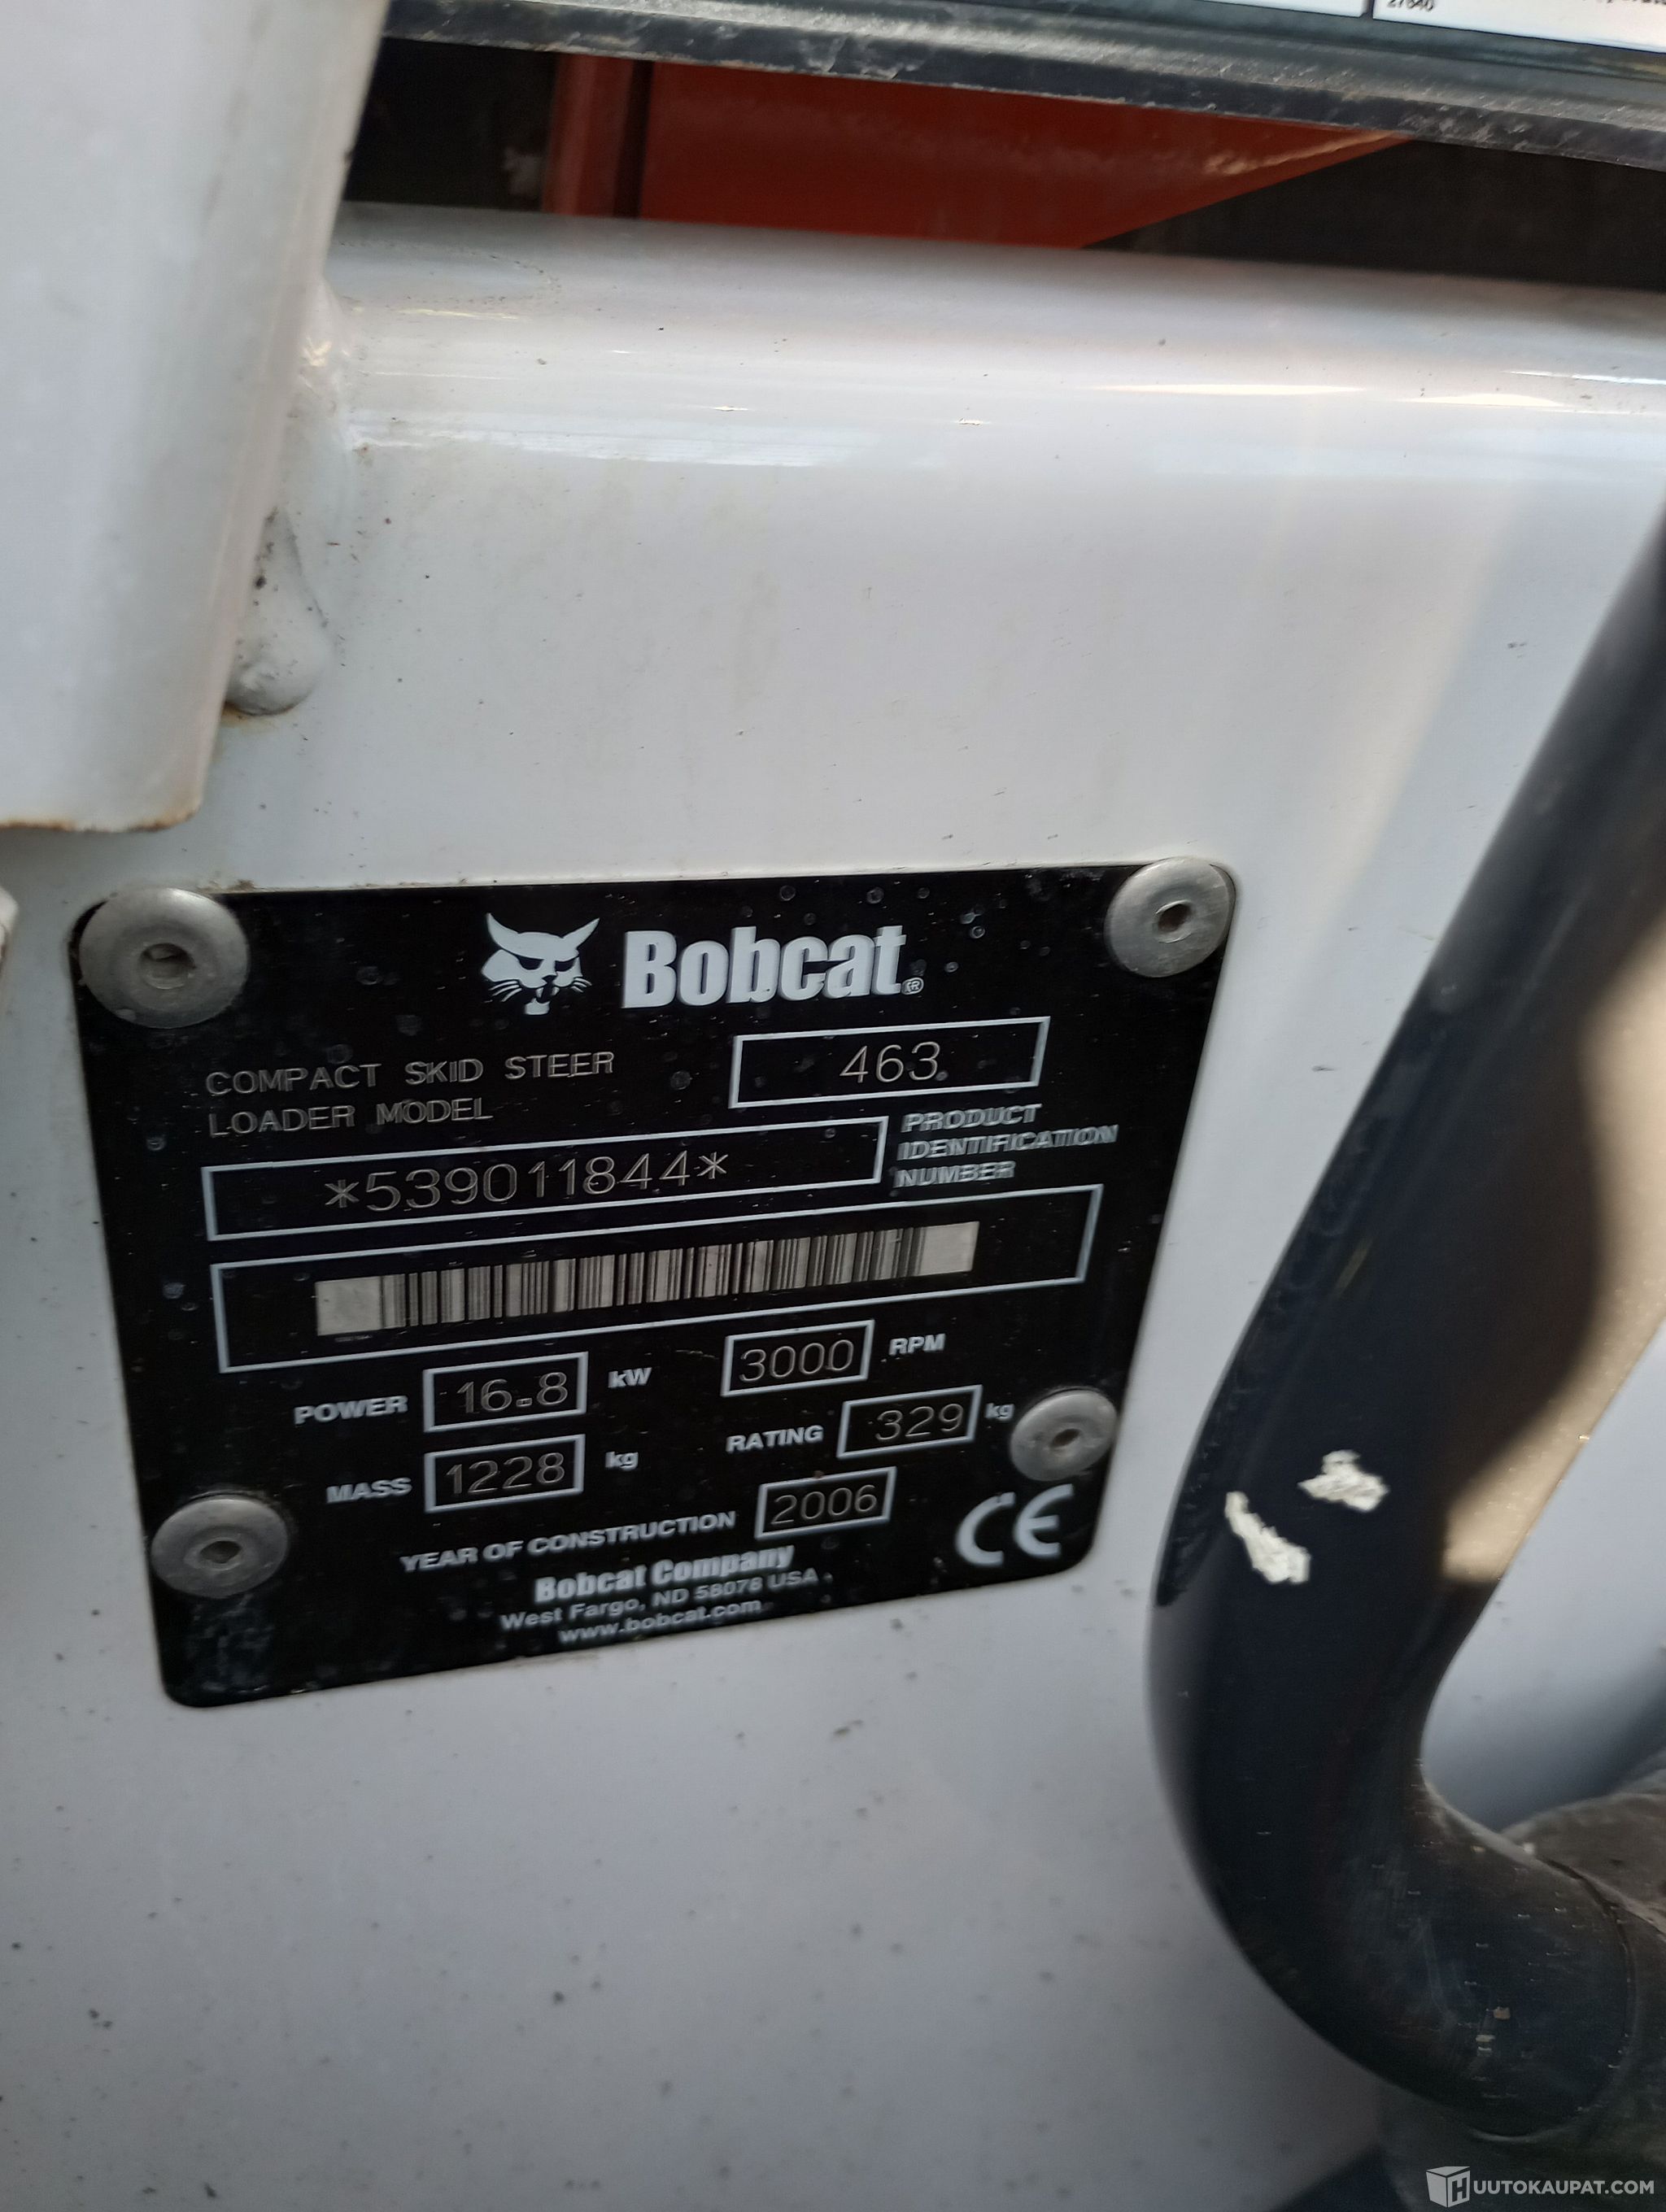 27640
Bobcat®
COMPACT SKID STEER
LOADER MODEL
463
*539011844*
PRODUCT
IDENTIFICATION
NUMBER
POWER 16.8 kW 3000 RPM
MASS 1228 kg RATING 329 kg
YEAR OF CONSTRUCTION 2006
CE
Bobcat Company
West Fargo, ND 58078 USA
www.bobcat.com
HUUTOKAUPAT.COM